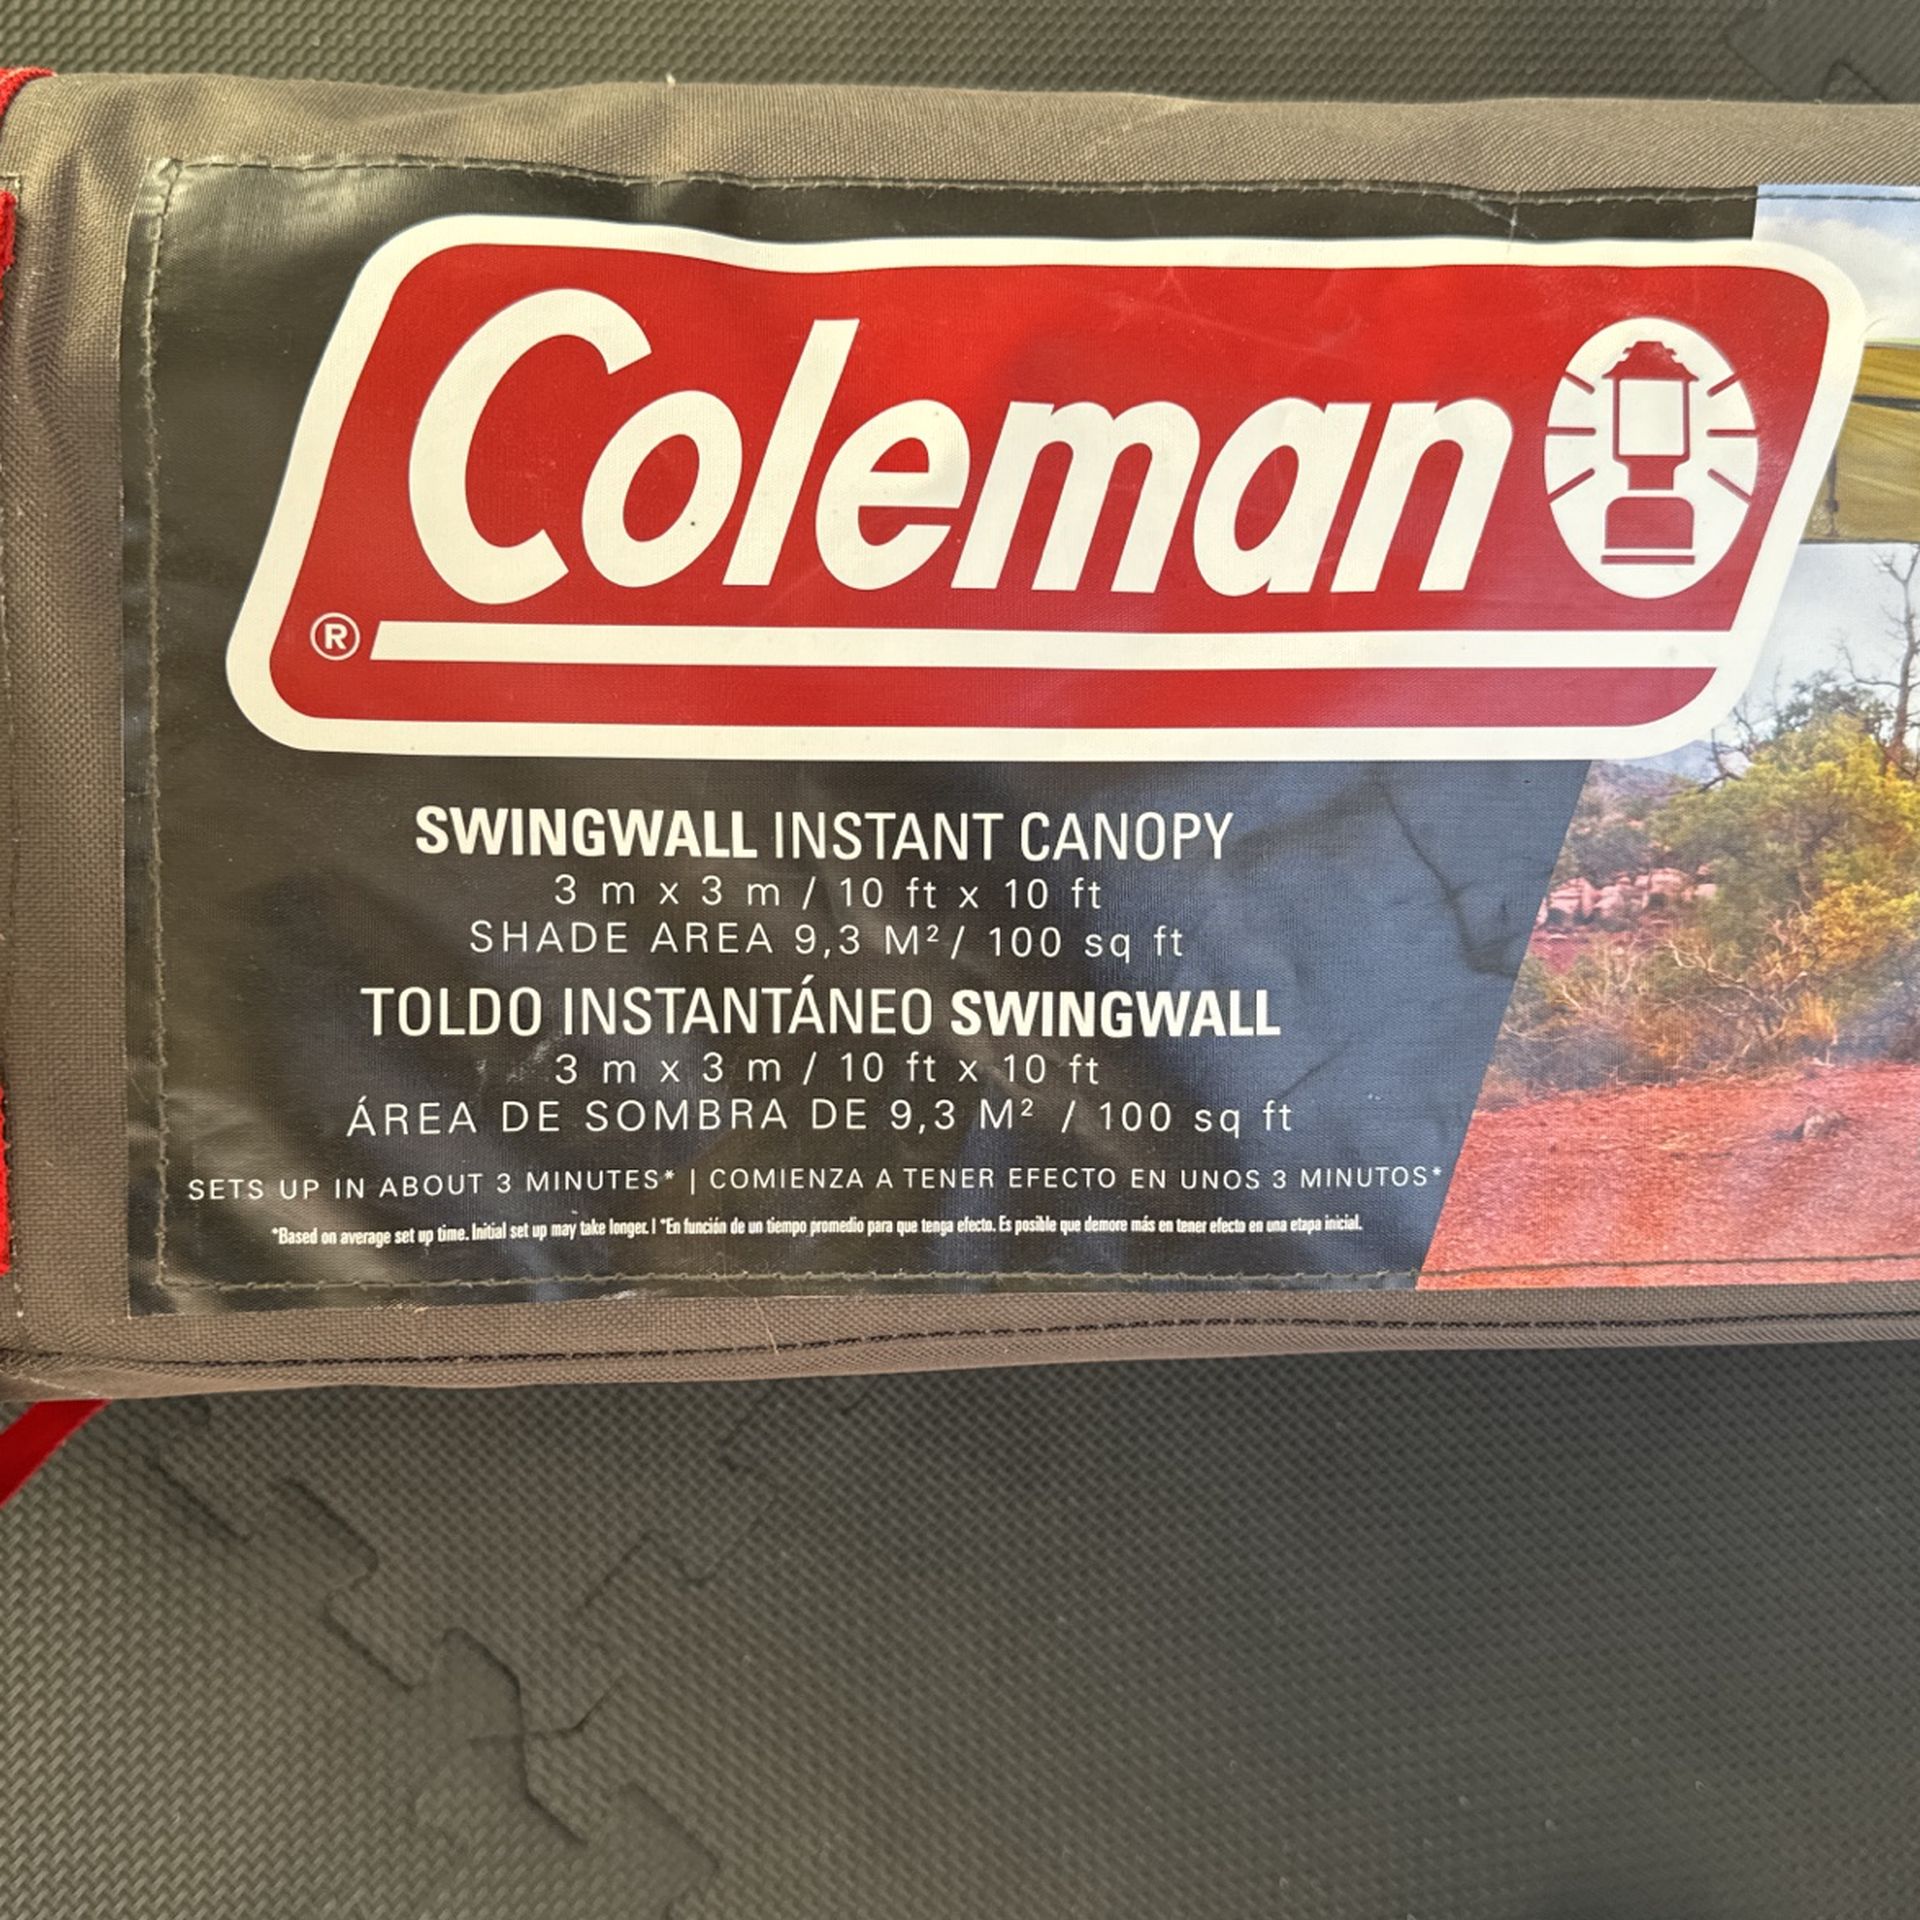 Coleman
®
SWINGWALL INSTANT CANOPY
3 m x 3 m / 10 ft x 10 ft
SHADE AREA 9,3 M² / 100 sq ft
TOLDO INSTANTÁNEO SWINGWALL
3 m x 3 m / 10 ft x 10 ft
ÁREA DE SOMBRA DE 9,3 M² / 100 sq ft
SETS UP IN ABOUT 3 MINUTES* | COMIENZA A TENER EFECTO EN UNOS 3 MINUTOS*
*Based on average set up time. Initial set up may take longer. | *En función de un tiempo promedio para que tenga efecto. Es posible que demore más en tener efecto en una etapa inicial.